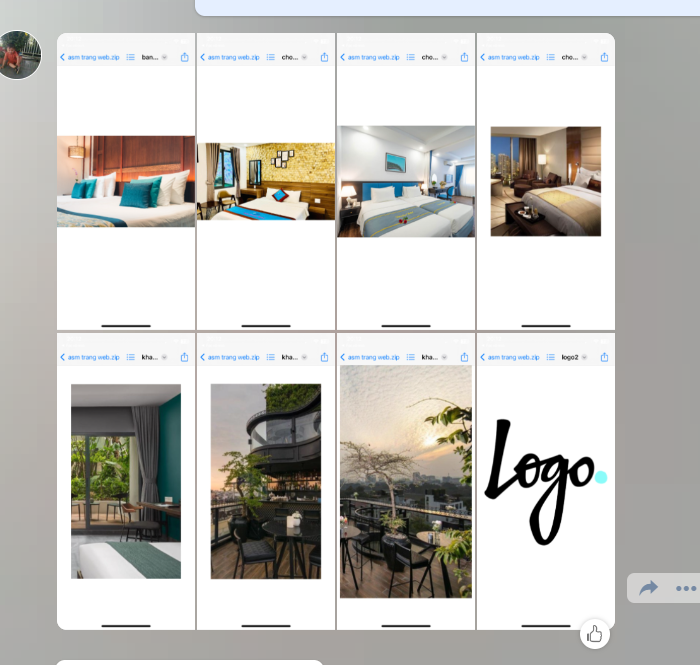 asm trang web.zip ban...
asm trang web.zip cho...
asm trang web.zip cho...
asm trang web.zip cho...
asm trang web.zip kha...
asm trang web.zip kha...
asm trang web.zip kha...
asm trang web.zip logo2
Logo.